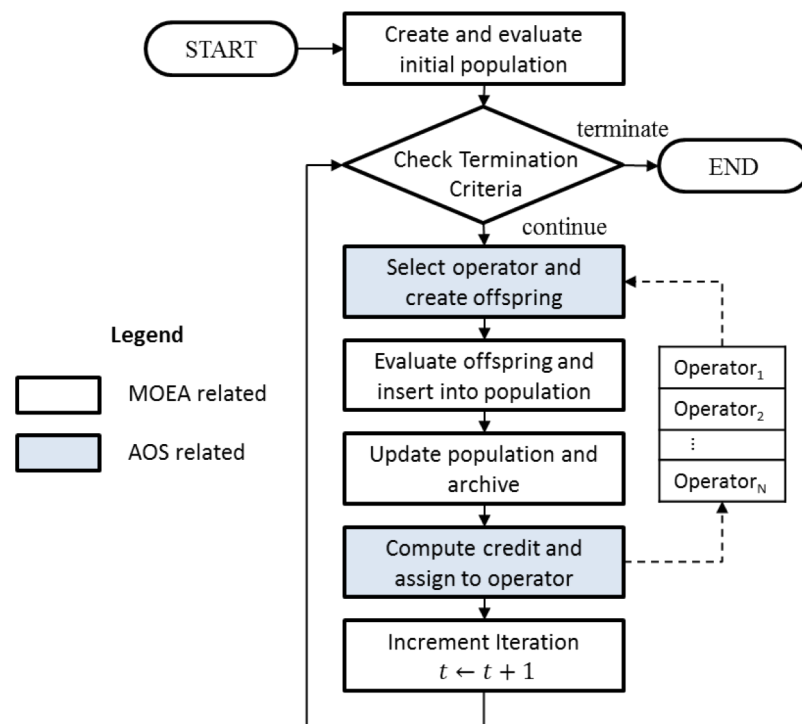 START
Create and evaluate
initial population
terminate
Check Termination
Criteria
END
continue
Select operator and
create offspring
Legend
MOEA related
AOS related
Evaluate offspring and
insert into population
Operator₁
Operator₂
⋮
Operator_N
Update population and
archive
Compute credit and
assign to operator
Increment Iteration
t ← t + 1